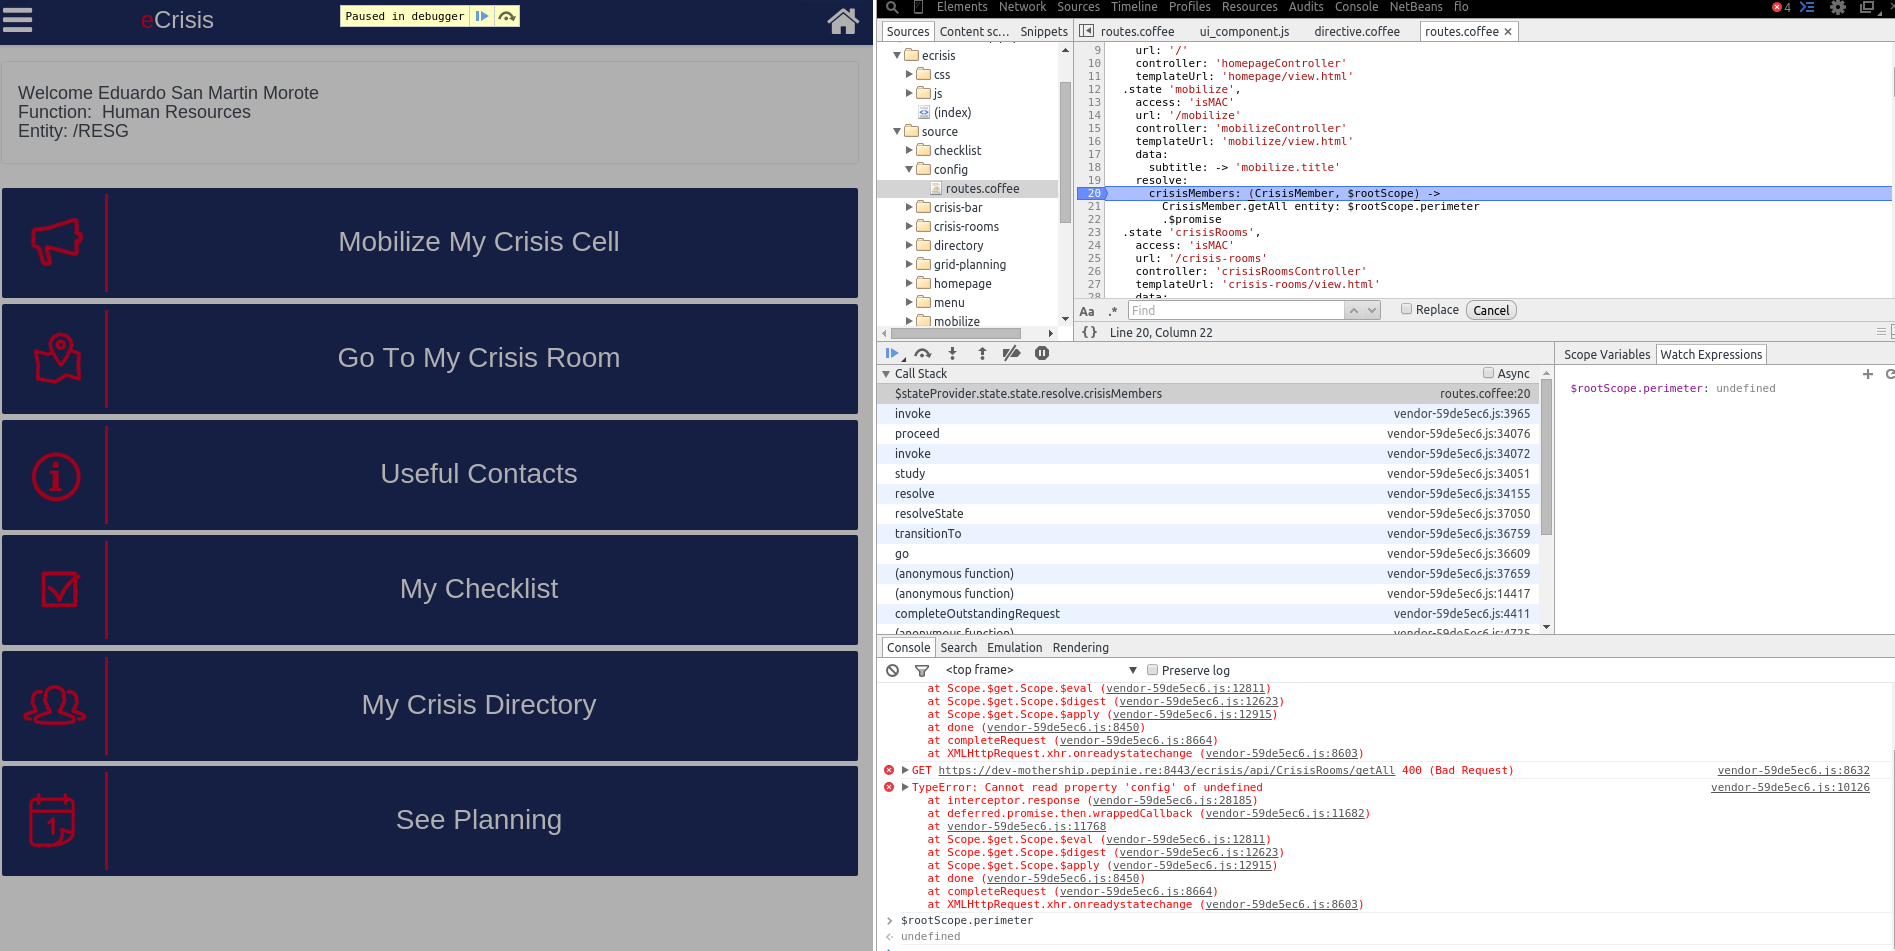 eCrisis
Paused in debugger
Welcome Eduardo San Martin Morote
Function:  Human Resources
Entity: /RESG
Mobilize My Crisis Cell
Go To My Crisis Room
Useful Contacts
My Checklist
My Crisis Directory
1
See Planning
Elements Network Sources Timeline Profiles Resources Audits Console NetBeans flo
4
Sources Content sc... Snippets
routes.coffee ui_component.js directive.coffee routes.coffee ×
ecrisis
css
js
(index)
source
checklist
config
routes.coffee
crisis-bar
crisis-rooms
directory
grid-planning
homepage
menu
mobilize
9 url: '/'
10 controller: 'homepageController'
11 templateUrl: 'homepage/view.html'
12 .state 'mobilize',
13 access: 'isMAC'
14 url: '/mobilize'
15 controller: 'mobilizeController'
16 templateUrl: 'mobilize/view.html'
17 data:
18 subtitle: -> 'mobilize.title'
19 resolve:
20 crisisMembers: (CrisisMember, $rootScope) ->
21 CrisisMember.getAll entity: $rootScope.perimeter
22 .$promise
23 .state 'crisisRooms',
24 access: 'isMAC'
25 url: '/crisis-rooms'
26 controller: 'crisisRoomsController'
27 templateUrl: 'crisis-rooms/view.html'
28 data:
Aa .* Find Replace Cancel
{} Line 20, Column 22
Call Stack Async
$stateProvider.state.state.resolve.crisisMembers routes.coffee:20
invoke vendor-59de5ec6.js:3965
proceed vendor-59de5ec6.js:34076
invoke vendor-59de5ec6.js:34072
study vendor-59de5ec6.js:34051
resolve vendor-59de5ec6.js:34155
resolveState vendor-59de5ec6.js:37050
transitionTo vendor-59de5ec6.js:36759
go vendor-59de5ec6.js:36609
(anonymous function) vendor-59de5ec6.js:37659
(anonymous function) vendor-59de5ec6.js:14417
completeOutstandingRequest vendor-59de5ec6.js:4411
(anonymous function) vendor-59de5ec6.js:4725
Scope Variables Watch Expressions
$rootScope.perimeter: undefined
Console Search Emulation Rendering
<top frame> Preserve log
at Scope.$get.Scope.$eval (vendor-59de5ec6.js:12811)
at Scope.$get.Scope.$digest (vendor-59de5ec6.js:12623)
at Scope.$get.Scope.$apply (vendor-59de5ec6.js:12915)
at done (vendor-59de5ec6.js:8450)
at completeRequest (vendor-59de5ec6.js:8664)
at XMLHttpRequest.xhr.onreadystatechange (vendor-59de5ec6.js:8603)
GET https://dev-mothership.pepinie.re:8443/ecrisis/api/CrisisRooms/getAll 400 (Bad Request) vendor-59de5ec6.js:8632
TypeError: Cannot read property 'config' of undefined vendor-59de5ec6.js:10126
at interceptor.response (vendor-59de5ec6.js:28185)
at deferred.promise.then.wrappedCallback (vendor-59de5ec6.js:11682)
at vendor-59de5ec6.js:11768
at Scope.$get.Scope.$eval (vendor-59de5ec6.js:12811)
at Scope.$get.Scope.$digest (vendor-59de5ec6.js:12623)
at Scope.$get.Scope.$apply (vendor-59de5ec6.js:12915)
at done (vendor-59de5ec6.js:8450)
at completeRequest (vendor-59de5ec6.js:8664)
at XMLHttpRequest.xhr.onreadystatechange (vendor-59de5ec6.js:8603)
$rootScope.perimeter
undefined